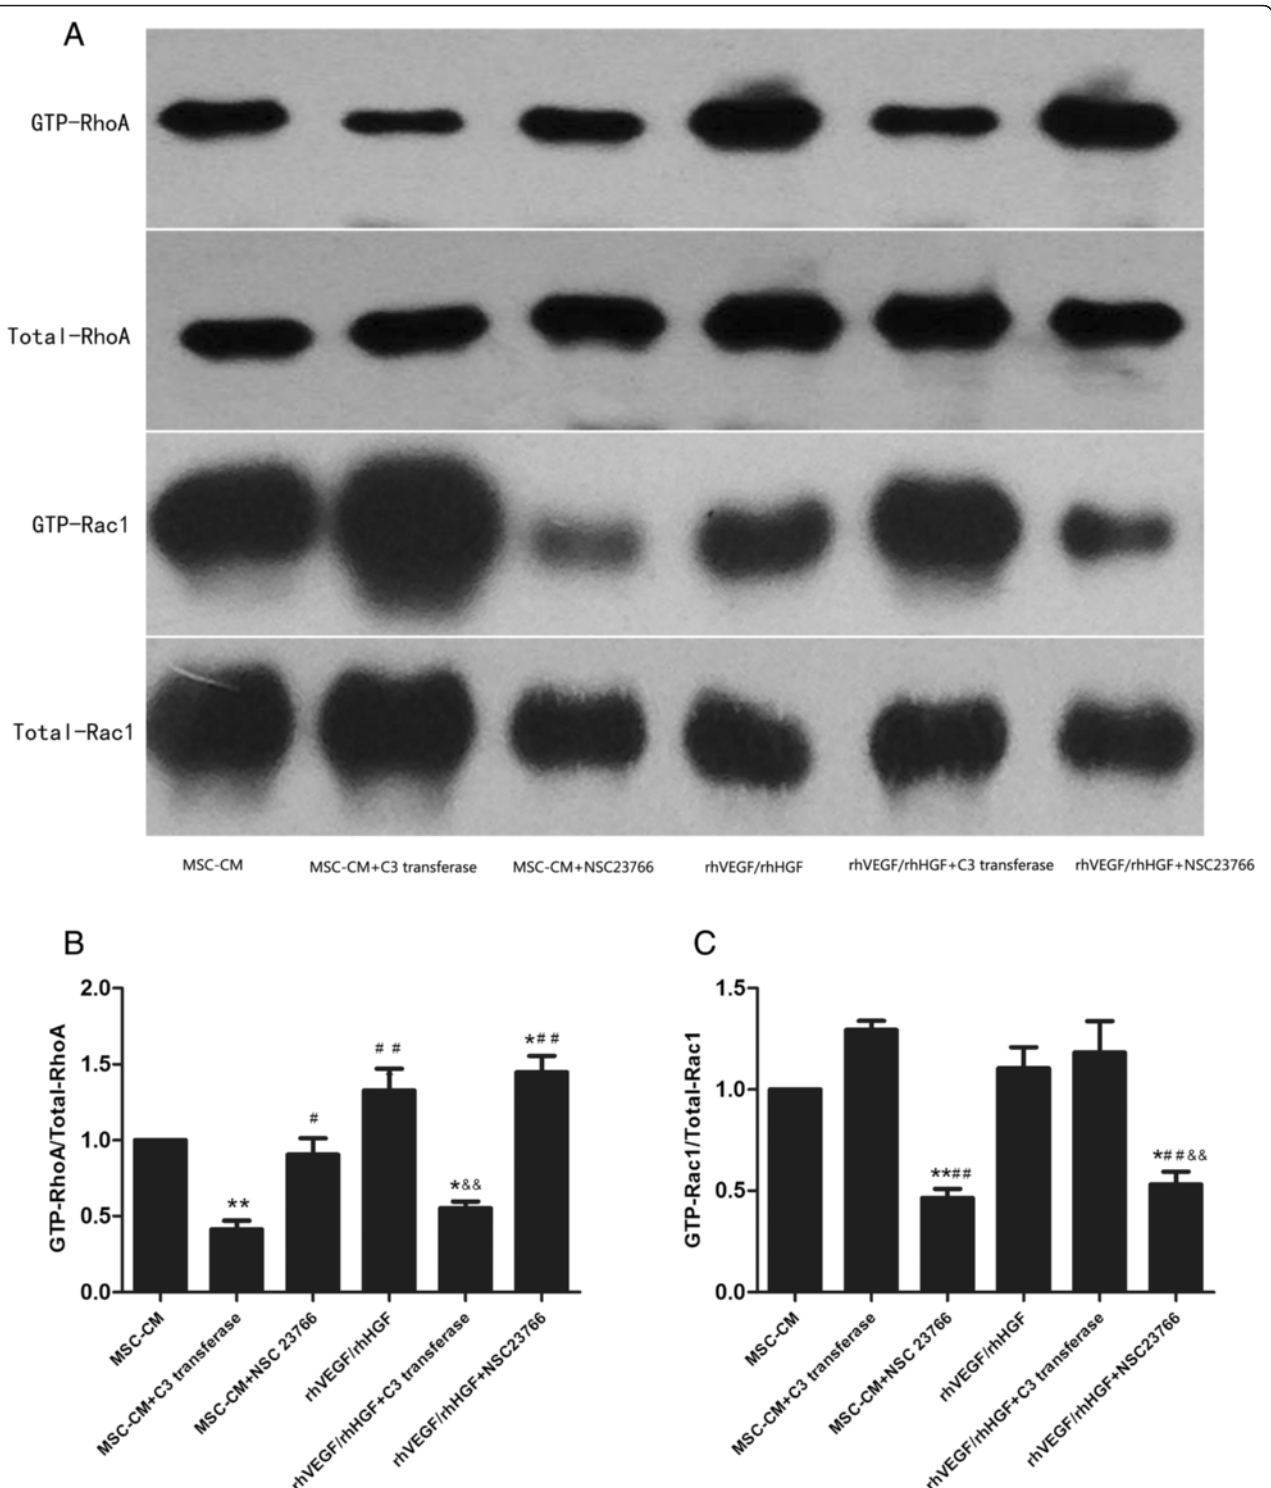 A
GTP-RhoA
Total-RhoA
GTP-Rac1
Total-Rac1
MSC-CM MSC-CM+C3 transferase MSC-CM+NSC23766 rhVEGF/rhHGF rhVEGF/rhHGF+C3 transferase rhVEGF/rhHGF+NSC23766
B
GTP-RhoA/Total-RhoA
2.0
1.5
1.0
0.5
0.0
**
#
# #
*&&
*# #
MSC-CM
MSC-CM+C3 transferase
MSC-CM+NSC 23766
rhVEGF/rhHGF
rhVEGF/rhHGF+C3 transferase
rhVEGF/rhHGF+NSC23766
C
GTP-Rac1/Total-Rac1
1.5
1.0
0.5
0.0
**##
*##&&
MSC-CM
MSC-CM+C3 transferase
MSC-CM+NSC 23766
rhVEGF/rhHGF
rhVEGF/rhHGF+C3 transferase
rhVEGF/rhHGF+NSC23766